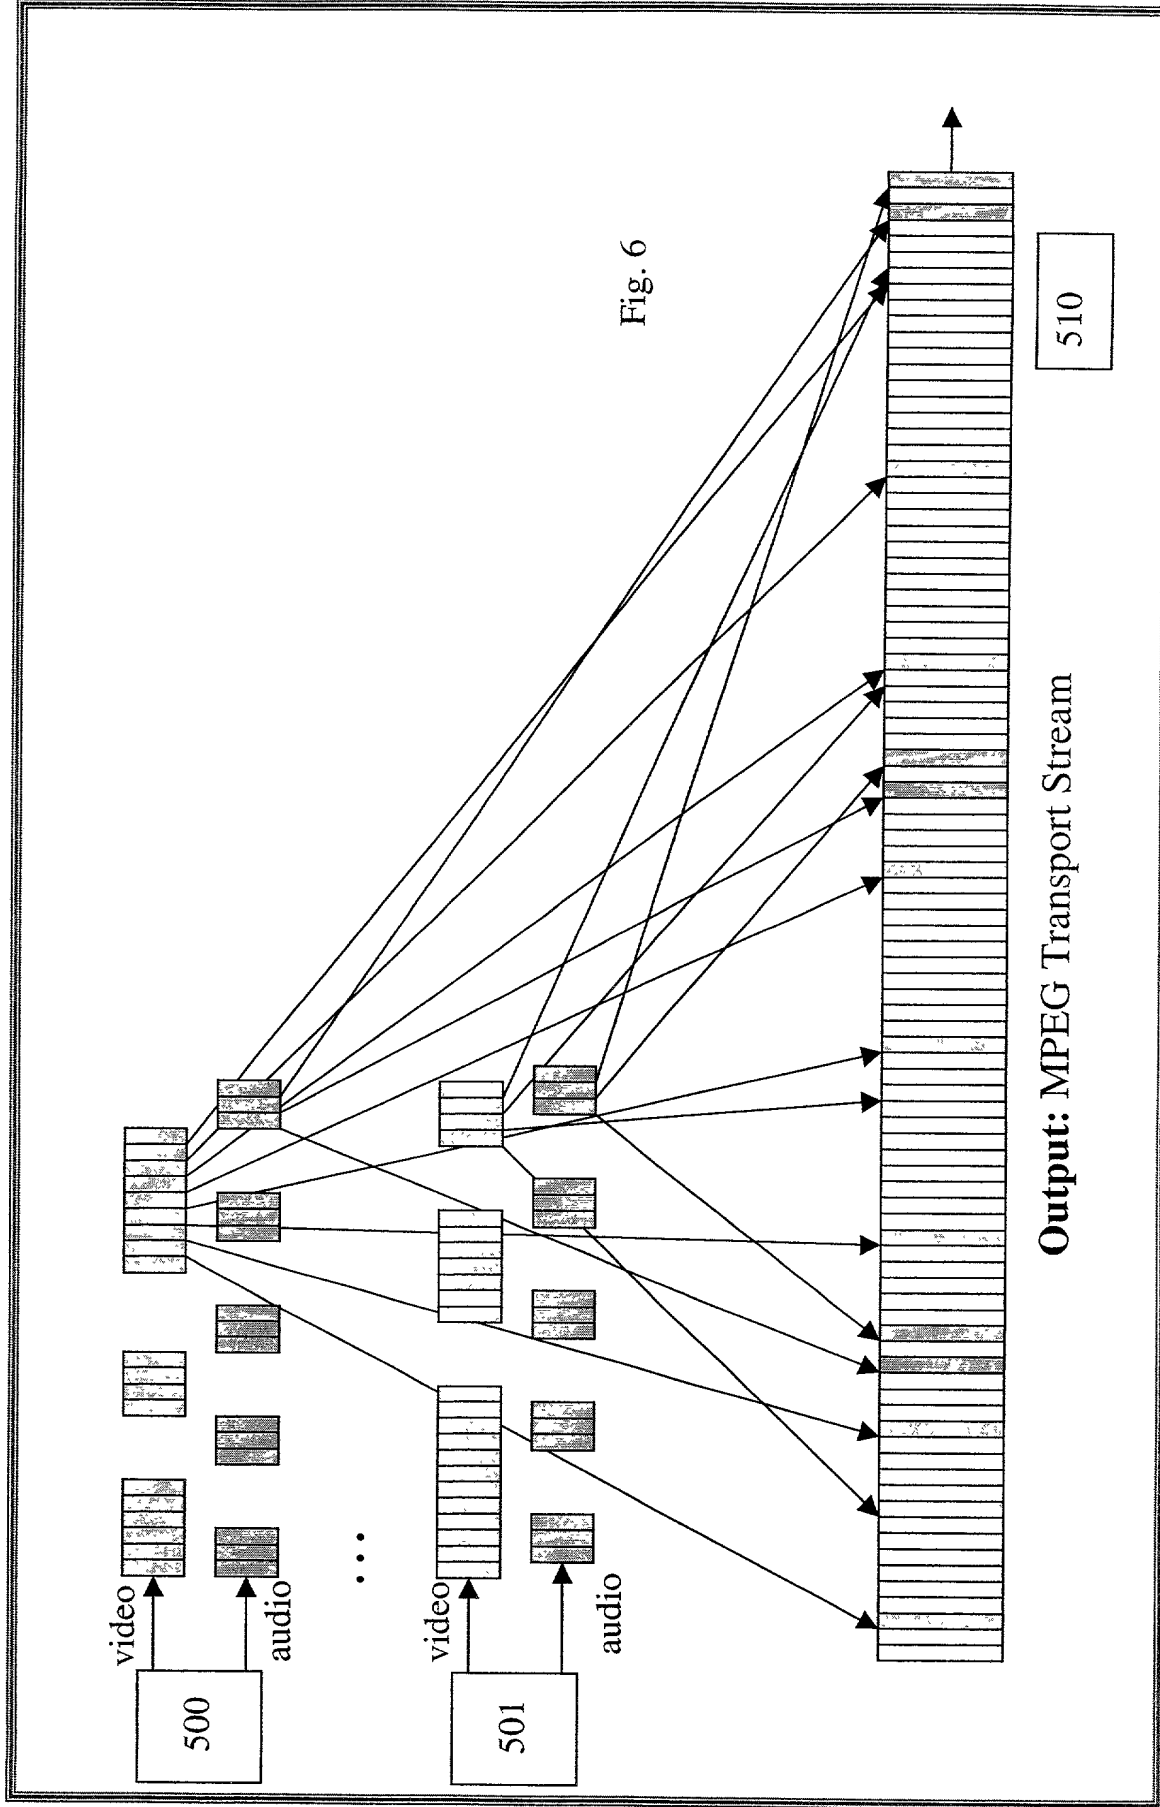 500
video
audio
...
501
video
audio
Fig. 6
Output: MPEG Transport Stream
510